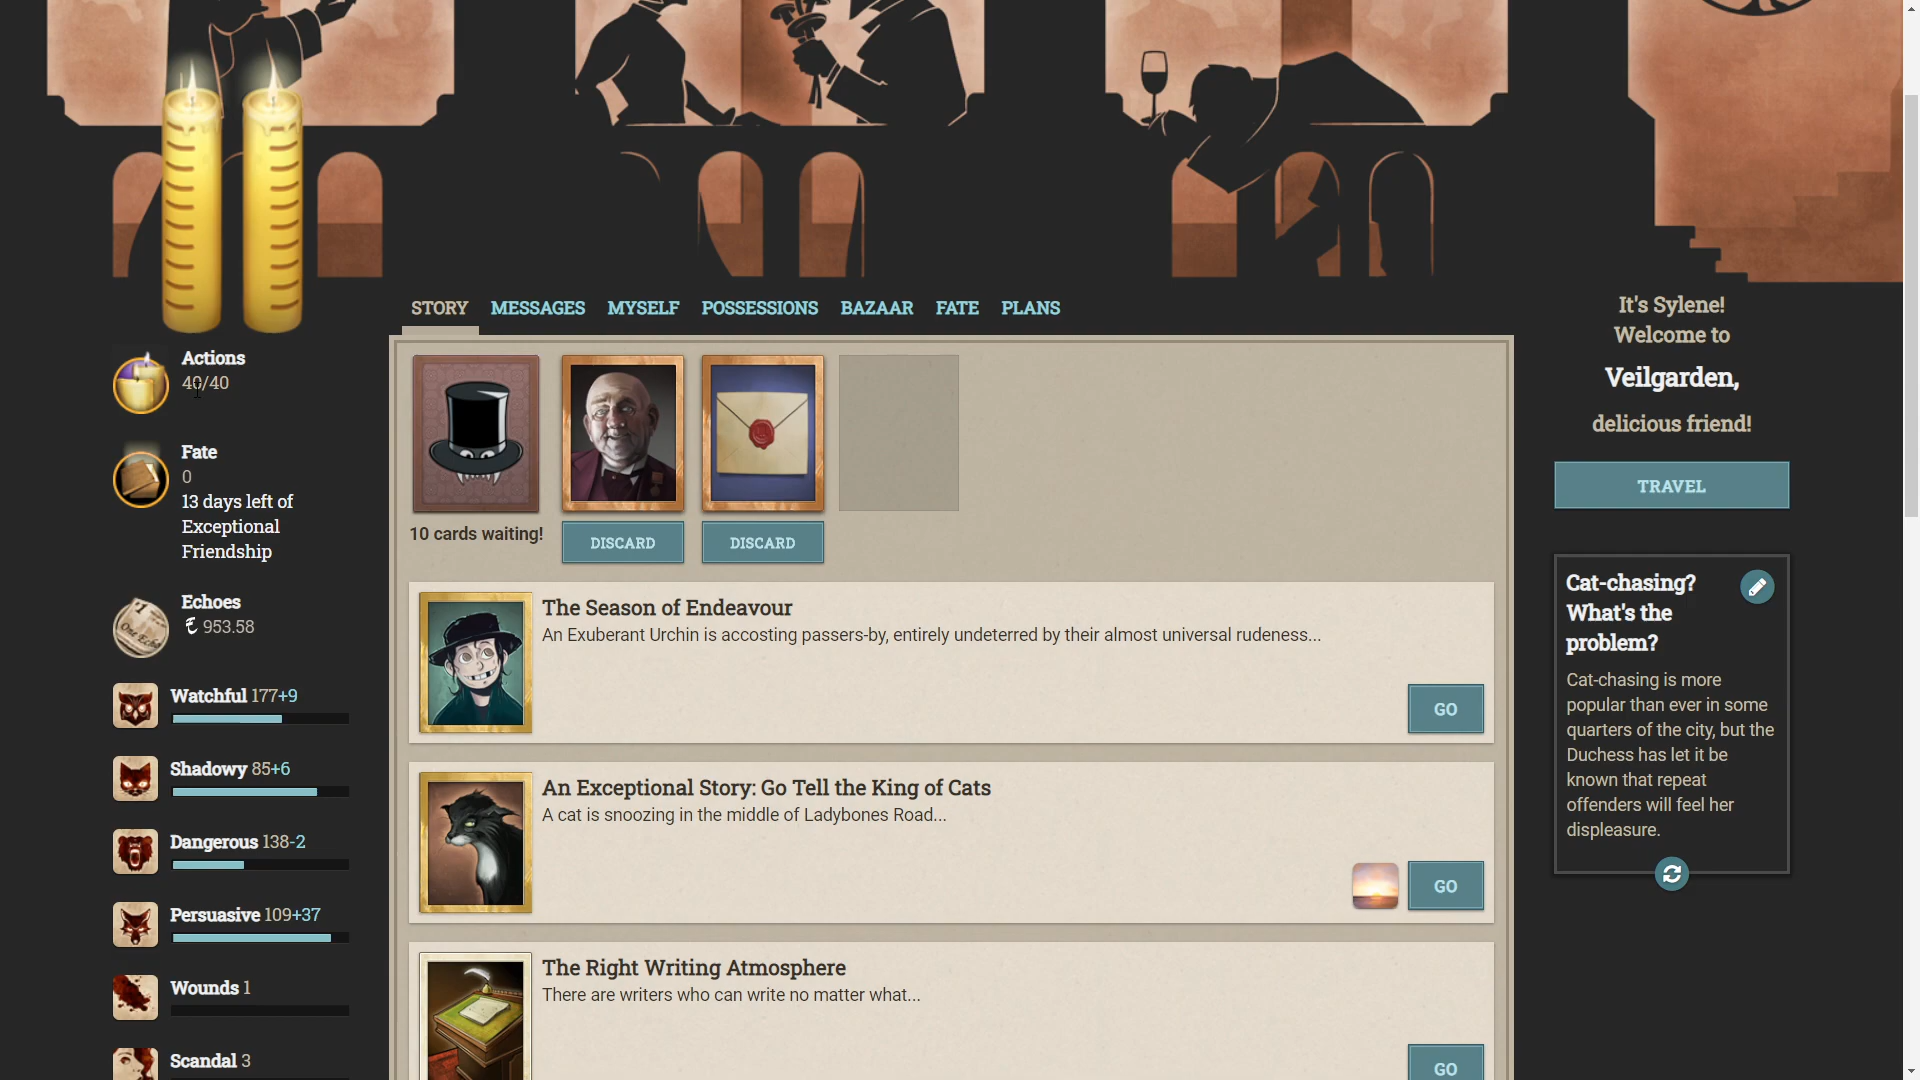 STORY MESSAGES MYSELF POSSESSIONS BAZAAR FATE PLANS
Actions
40/40
Fate
0
13 days left of
Exceptional
Friendship
Echoes
953.58
Watchful 177+9
Shadowy 85+6
Dangerous 138-2
Persuasive 109+37
Wounds 1
Scandal 3
10 cards waiting!
DISCARD
DISCARD
The Season of Endeavour
An Exuberant Urchin is accosting passers-by, entirely undeterred by their almost universal rudeness...
GO
An Exceptional Story: Go Tell the King of Cats
A cat is snoozing in the middle of Ladybones Road...
GO
The Right Writing Atmosphere
There are writers who can write no matter what...
GO
It's Sylene!
Welcome to
Veilgarden,
delicious friend!
TRAVEL
Cat-chasing?
What's the
problem?
Cat-chasing is more
popular than ever in some
quarters of the city, but the
Duchess has let it be
known that repeat
offenders will feel her
displeasure.